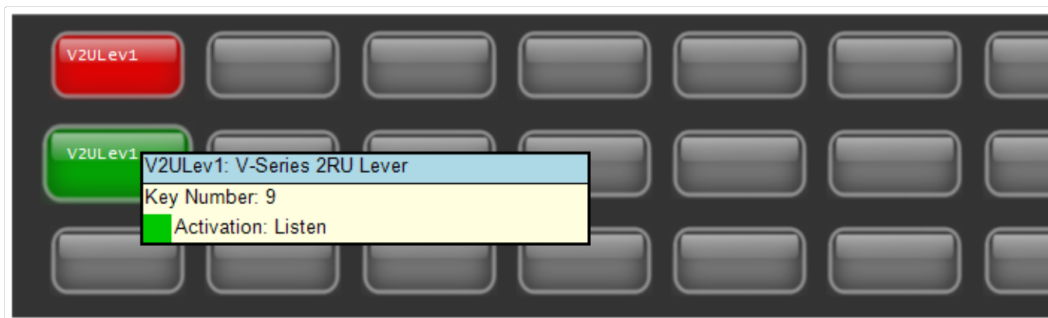 V2ULev1
V2ULev1
V2ULev1: V-Series 2RU Lever
Key Number: 9
Activation: Listen